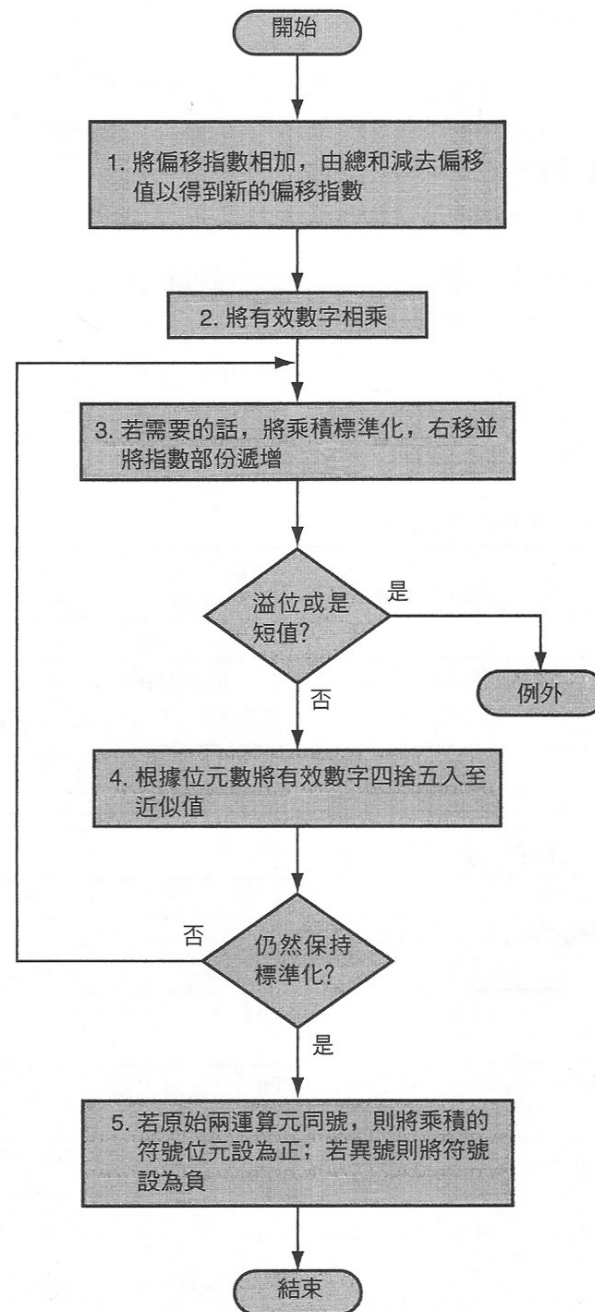 開始
1. 將偏移指數相加，由總和減去偏移
值以得到新的偏移指數
2. 將有效數字相乘
3. 若需要的話，將乘積標準化，右移並
將指數部份遞增
溢位或是
短值?
是
例外
否
4. 根據位元數將有效數字四捨五入至
近似值
否
仍然保持
標準化?
是
5. 若原始兩運算元同號，則將乘積的
符號位元設為正；若異號則將符號
設為負
結束